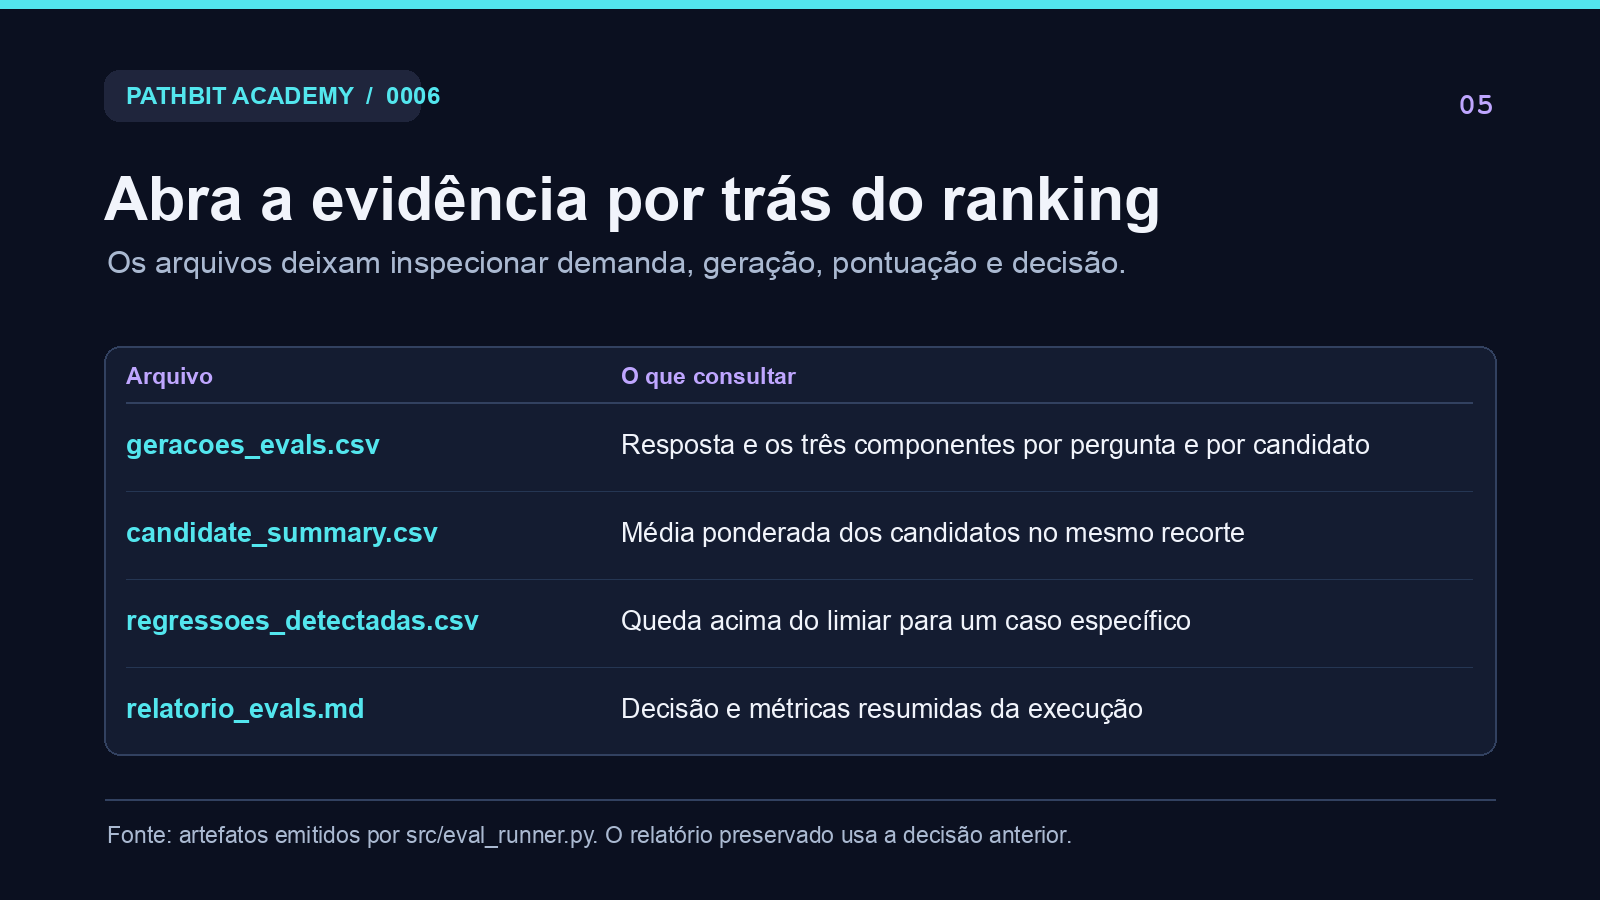 PATHBIT ACADEMY / 0006
05
Abra a evidência por trás do ranking
Os arquivos deixam inspecionar demanda, geração, pontuação e decisão.
Arquivo O que consultar
geracoes_evals.csv Resposta e os três componentes por pergunta e por candidato
candidate_summary.csv Média ponderada dos candidatos no mesmo recorte
regressoes_detectadas.csv Queda acima do limiar para um caso específico
relatorio_evals.md Decisão e métricas resumidas da execução
Fonte: artefatos emitidos por src/eval_runner.py. O relatório preservado usa a decisão anterior.